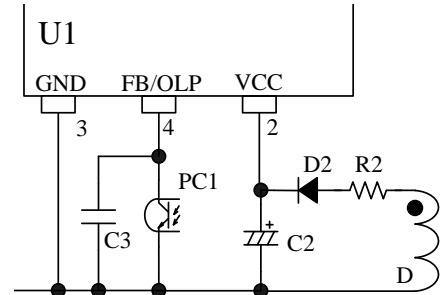 U1
GND FB/OLP VCC
3 4 2
D2 R2
PC1
C3 + C2
D